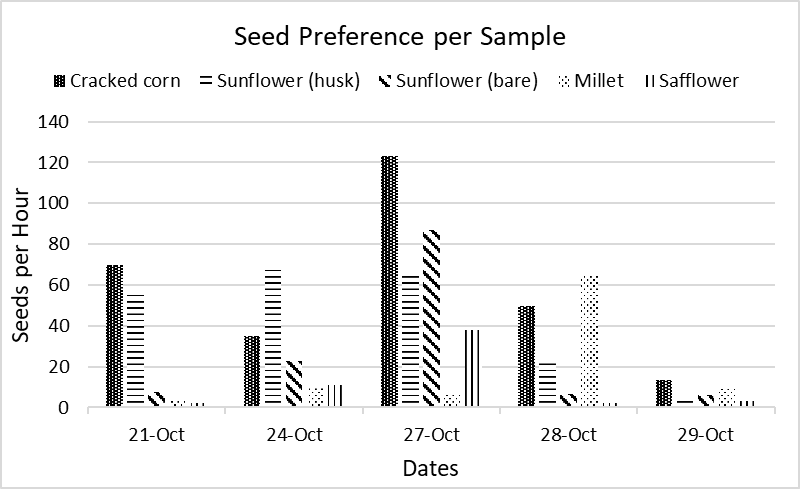 Seed Preference per Sample
Cracked corn Sunflower (husk) Sunflower (bare) Millet Safflower
140
120
100
80
60
40
20
0
Seeds per Hour
21-Oct 24-Oct 27-Oct 28-Oct 29-Oct
Dates